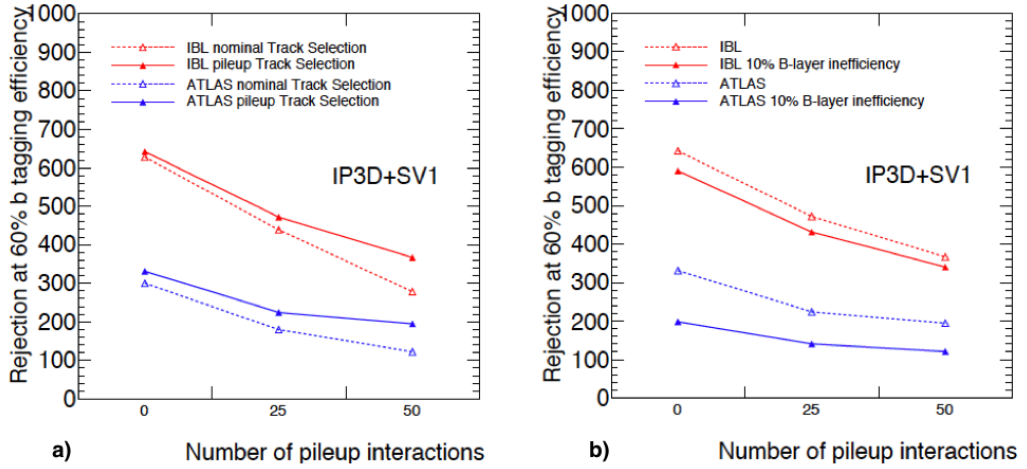 Rejection at 60% b tagging efficiency
1000
900
800
700
600
500
400
300
200
100
0
IBL nominal Track Selection
IBL pileup Track Selection
ATLAS nominal Track Selection
ATLAS pileup Track Selection
IP3D+SV1
0 25 50
a) Number of pileup interactions
Rejection at 60% b tagging efficiency
1000
900
800
700
600
500
400
300
200
100
0
IBL
IBL 10% B-layer inefficiency
ATLAS
ATLAS 10% B-layer inefficiency
IP3D+SV1
0 25 50
b) Number of pileup interactions